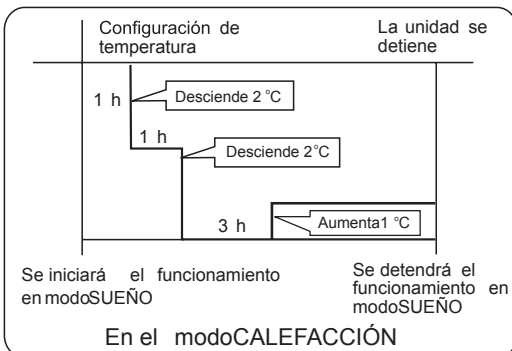 Configuración de
temperatura
La unidad se
detiene
1 h
Desciende 2 °C
1 h
Desciende 2°C
3 h
Aumenta1 °C
Se iniciará el funcionamiento
en modoSUEÑO
Se detendrá el
funcionamiento en
modoSUEÑO
En el modoCALEFACCIÓN